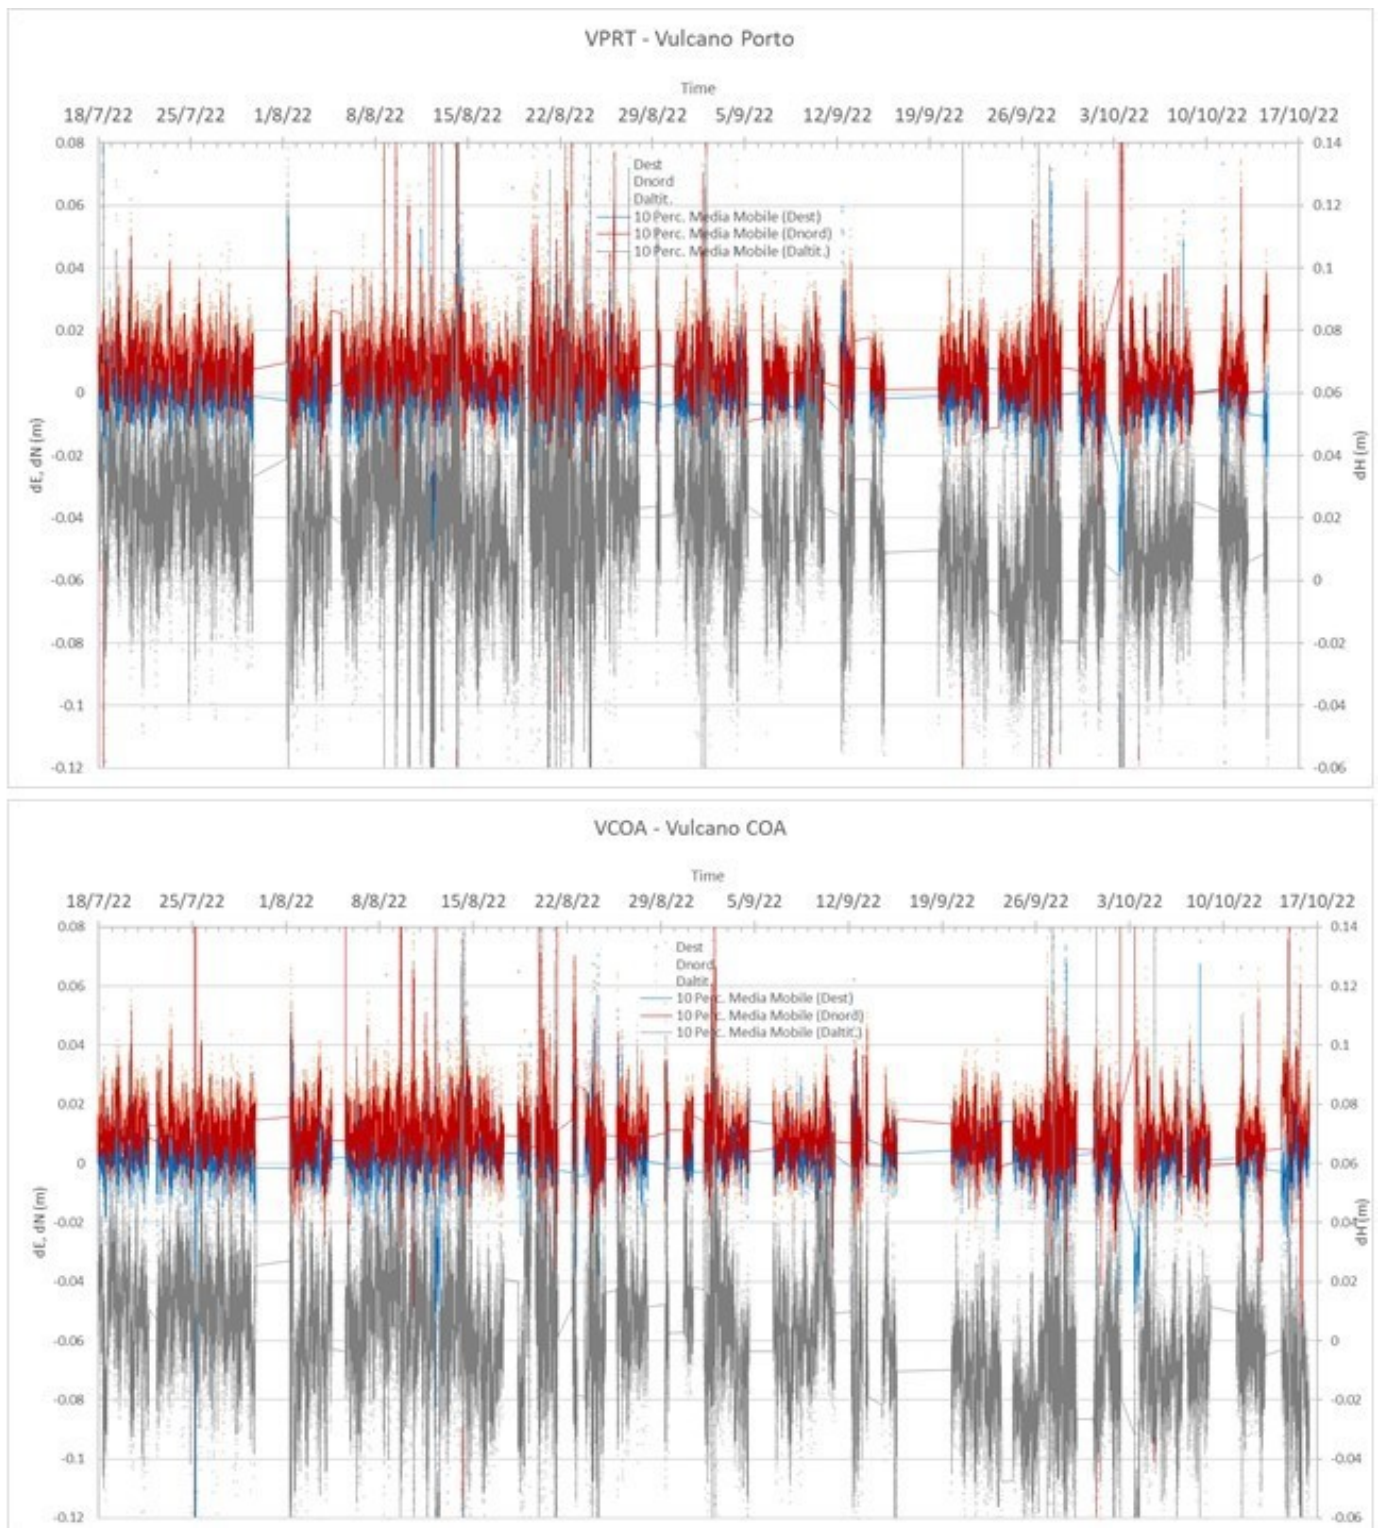 VPRT - Vulcano Porto
Time
18/7/22 25/7/22 1/8/22 8/8/22 15/8/22 22/8/22 29/8/22 5/9/22 12/9/22 19/9/22 26/9/22 3/10/22 10/10/22 17/10/22
0.08 0.14
Dest
Dnord
Daltit.
0.06 0.12
10 Perc. Media Mobile (Dest)
10 Perc. Media Mobile (Dnord)
10 Perc. Media Mobile (Daltit.)
0.04 0.1
0.02 0.08
0 0.06
-0.02 0.04
dE, dN (m) dH (m)
-0.04 0.02
-0.06 0
-0.08 -0.02
-0.1 -0.04
-0.12 -0.06
VCOA - Vulcano COA
Time
18/7/22 25/7/22 1/8/22 8/8/22 15/8/22 22/8/22 29/8/22 5/9/22 12/9/22 19/9/22 26/9/22 3/10/22 10/10/22 17/10/22
0.08 0.14
Dest
Dnord
Daltit.
0.06 0.12
10 Perc. Media Mobile (Dest)
10 Perc. Media Mobile (Dnord)
10 Perc. Media Mobile (Daltit.)
0.04 0.1
0.02 0.08
0 0.06
-0.02 0.04
dE, dN (m) dH (m)
-0.04 0.02
-0.06 0
-0.08 -0.02
-0.1 -0.04
-0.12 -0.06